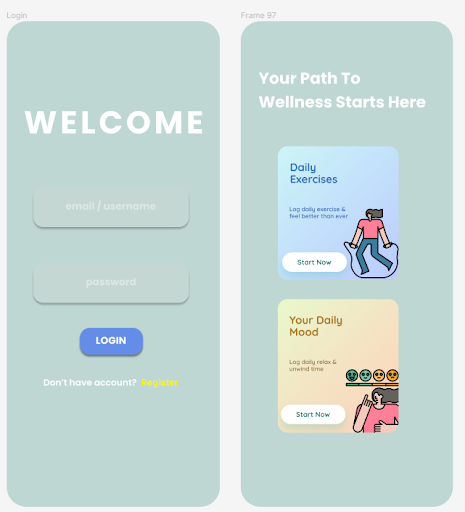 Login
WELCOME
email / username
password
LOGIN
Don't have account? Register
Frame 97
Your Path To
Wellness Starts Here
Daily
Exercises
Log daily exercise &
feel better than ever
Start Now
Your Daily
Mood
Log daily relax &
unwind time
Start Now